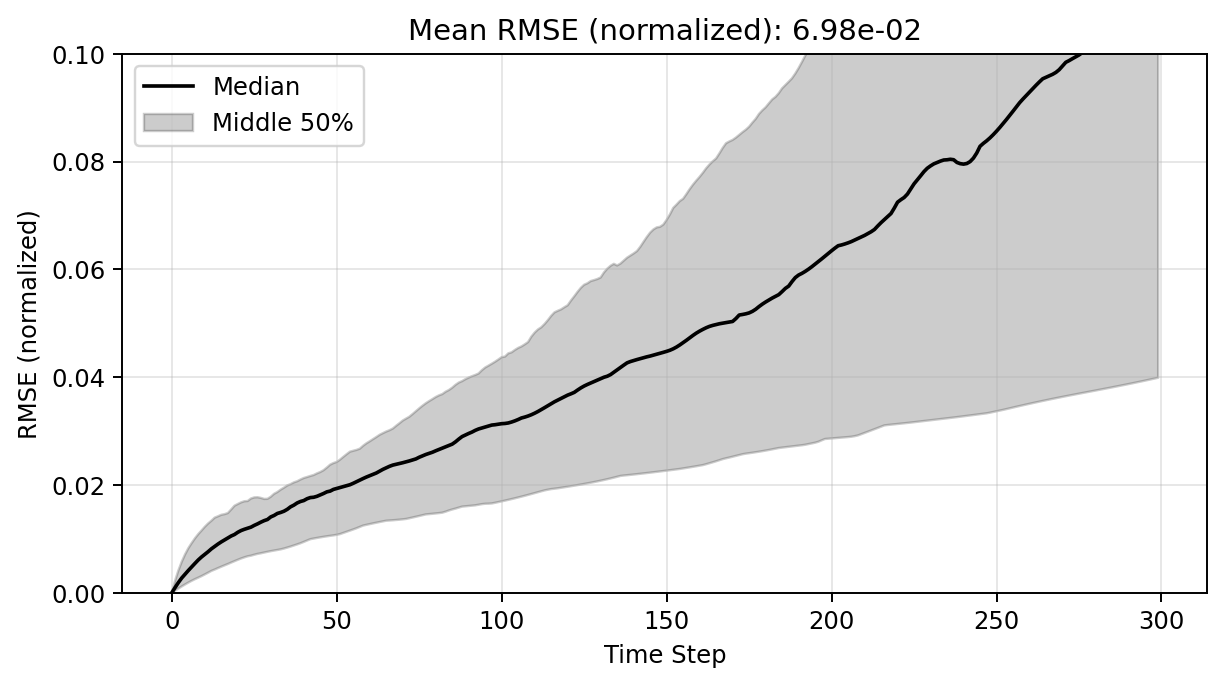 Mean RMSE (normalized): 6.98e-02
0.10
0.08
0.06
0.04
0.02
0.00
RMSE (normalized)
Median
Middle 50%
0 50 100 150 200 250 300
Time Step